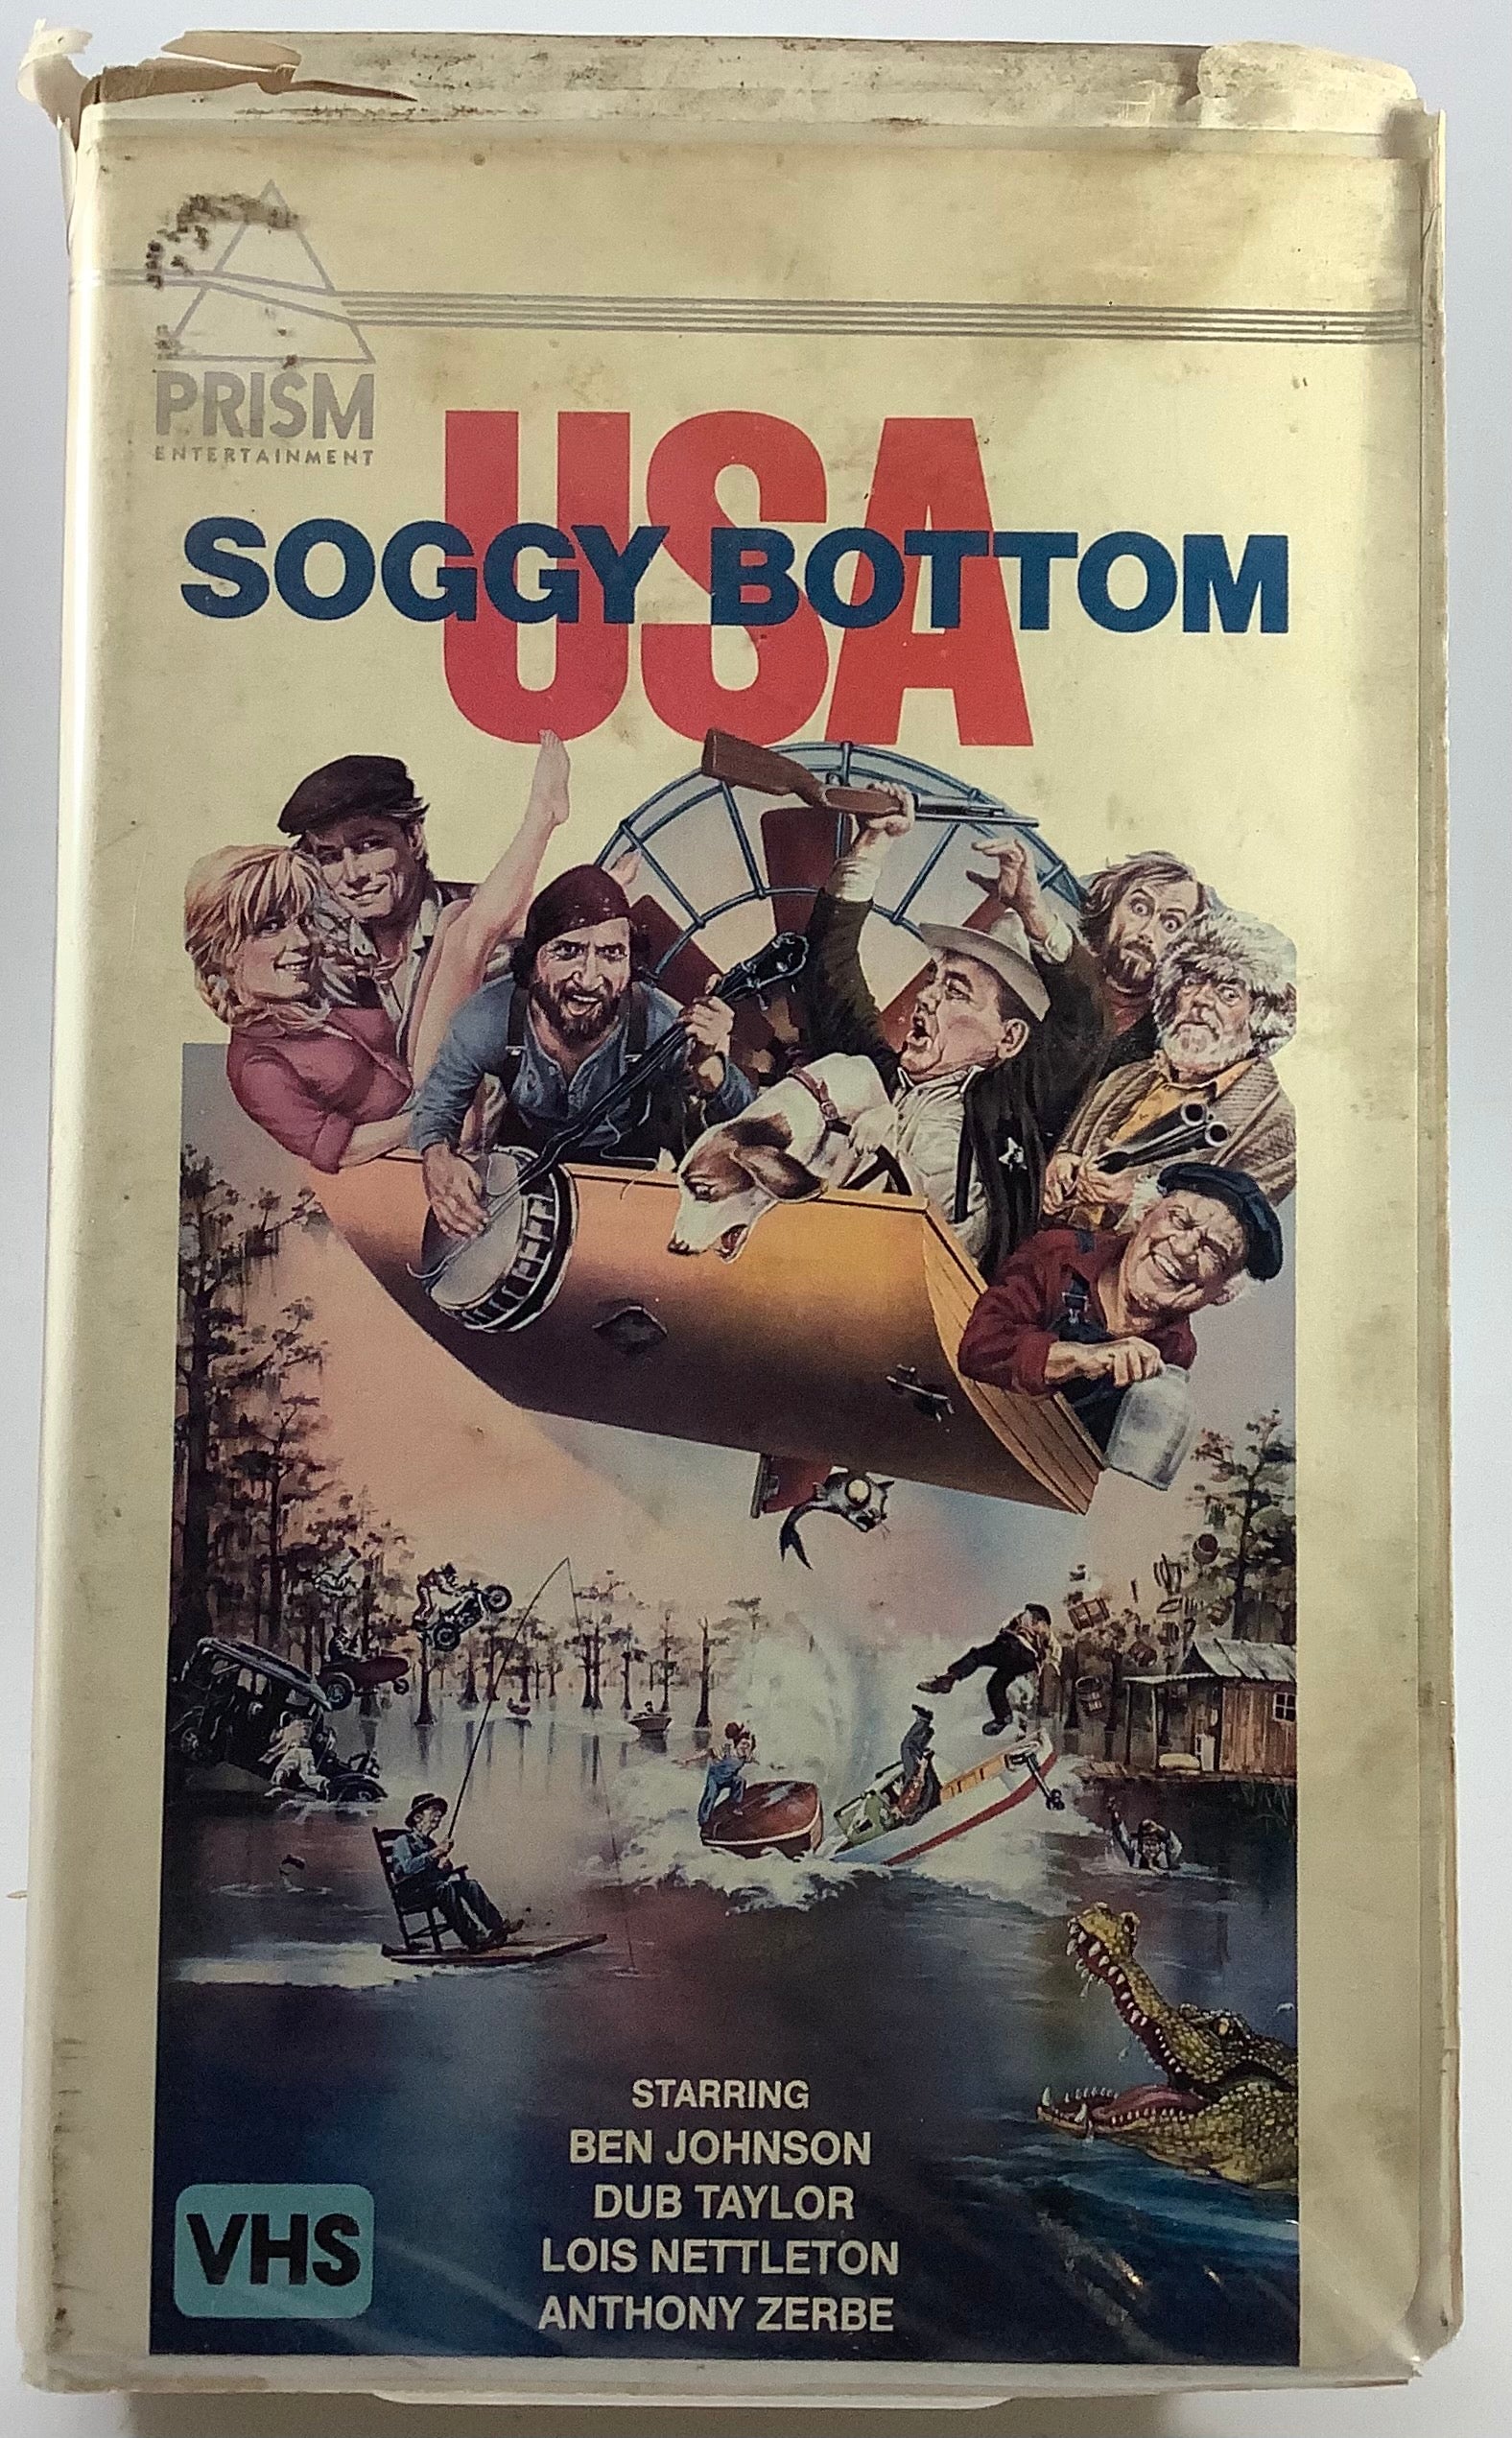 PRISM
ENTERTAINMENT
USA
SOGGY BOTTOM
STARRING
BEN JOHNSON
DUB TAYLOR
LOIS NETTLETON
ANTHONY ZERBE
VHS